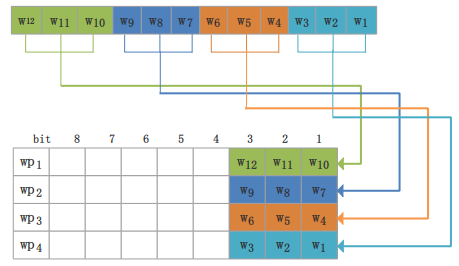 w12 w11 w10 w9 w8 w7 w6 w5 w4 w3 w2 w1
bit 8 7 6 5 4 3 2 1
wp1 w12 w11 w10
wp2 w9 w8 w7
wp3 w6 w5 w4
wp4 w3 w2 w1